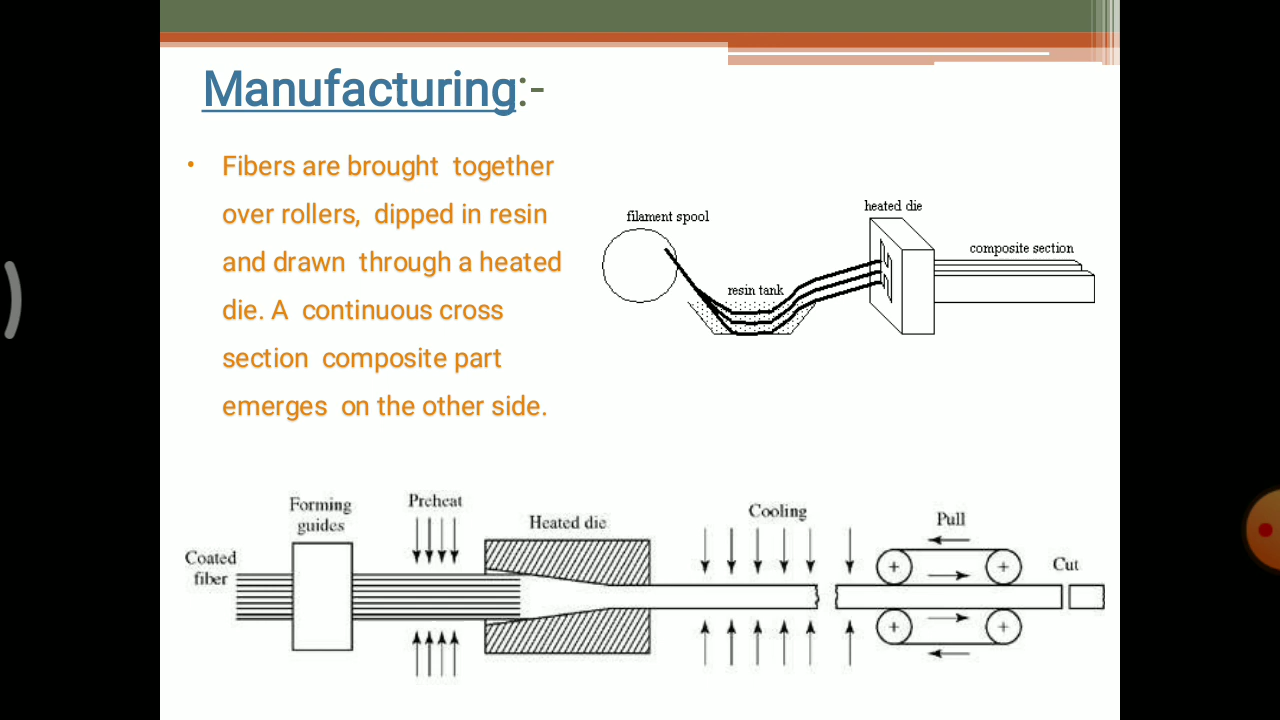 Manufacturing:-
• Fibers are brought together
over rollers, dipped in resin
and drawn through a heated
die. A continuous cross
section composite part
emerges on the other side.
filament spool
heated die
composite section
resin tank
Forming
guides
Preheat
Heated die
Cooling
Pull
Coated
fiber
Cut